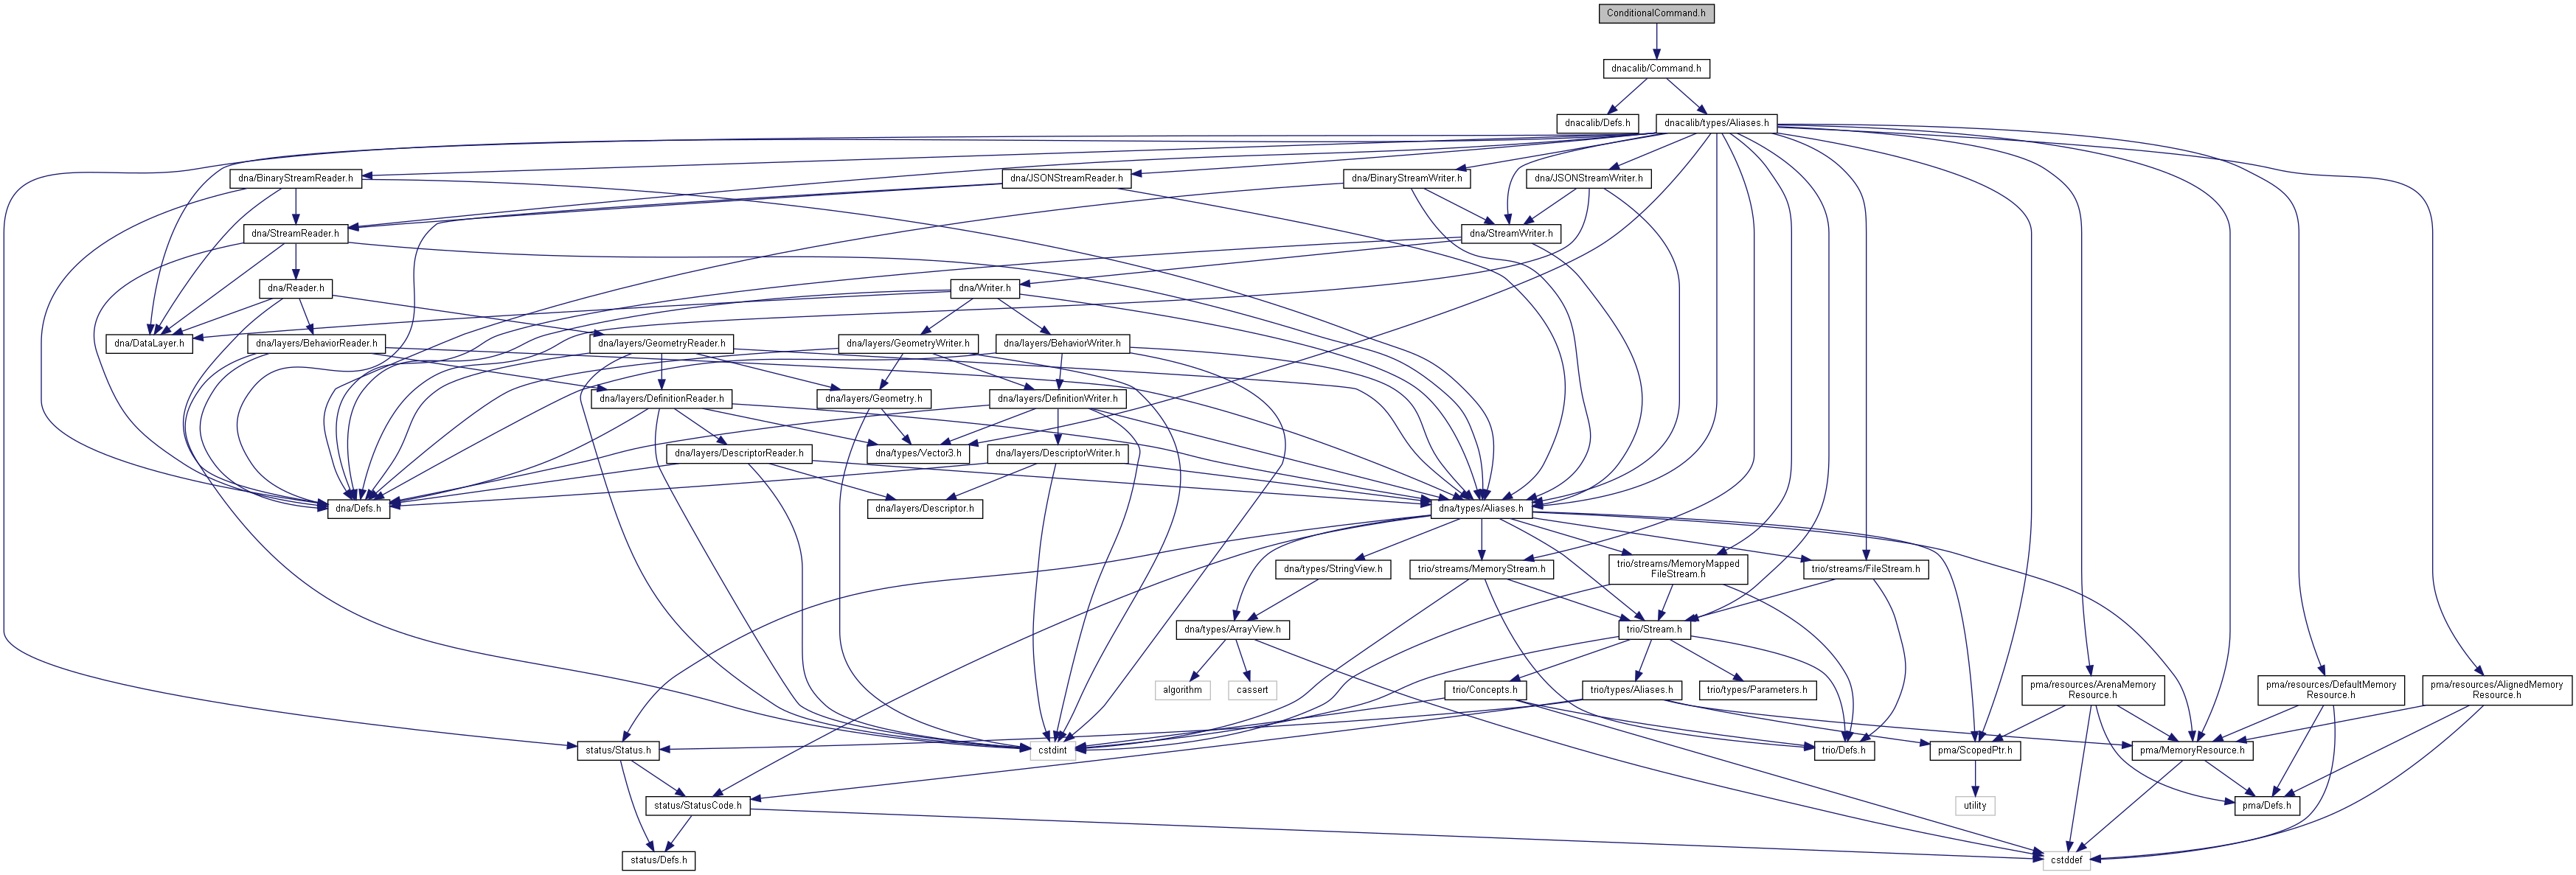 ConditionalCommand.h
dnacalib/Command.h
dnacalib/Defs.h
dnacalib/types/Aliases.h
dna/BinaryStreamReader.h
dna/JSONStreamReader.h
dna/BinaryStreamWriter.h
dna/JSONStreamWriter.h
dna/StreamReader.h
dna/StreamWriter.h
dna/Reader.h
dna/Writer.h
dna/DataLayer.h
dna/layers/BehaviorReader.h
dna/layers/GeometryReader.h
dna/layers/GeometryWriter.h
dna/layers/BehaviorWriter.h
dna/layers/DefinitionReader.h
dna/layers/Geometry.h
dna/layers/DefinitionWriter.h
dna/layers/DescriptorReader.h
dna/types/Vector3.h
dna/layers/DescriptorWriter.h
dna/Defs.h
dna/layers/Descriptor.h
dna/types/Aliases.h
dna/types/StringView.h
trio/streams/MemoryStream.h
trio/streams/MemoryMapped
FileStream.h
trio/streams/FileStream.h
dna/types/ArrayView.h
trio/Stream.h
algorithm
cassert
trio/Concepts.h
trio/types/Aliases.h
trio/types/Parameters.h
pma/resources/ArenaMemory
Resource.h
pma/resources/DefaultMemory
Resource.h
pma/resources/AlignedMemory
Resource.h
status/Status.h
cstdint
trio/Defs.h
pma/ScopedPtr.h
pma/MemoryResource.h
status/StatusCode.h
utility
pma/Defs.h
status/Defs.h
cstddef